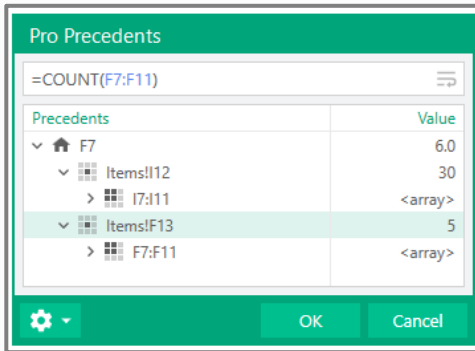 Pro Precedents
=COUNT(F7:F11)
Precedents Value
F7 6.0
Items!I12 30
I7:I11 <array>
Items!F13 5
F7:F11 <array>
OK Cancel